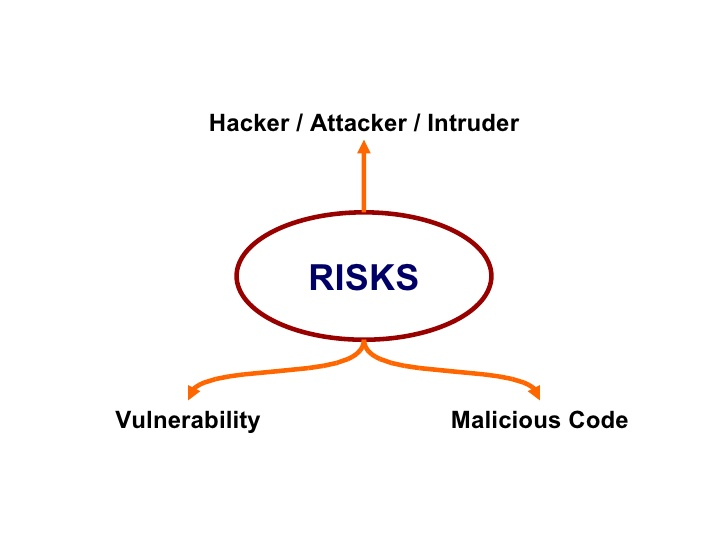 Hacker / Attacker / Intruder
RISKS
Vulnerability
Malicious Code